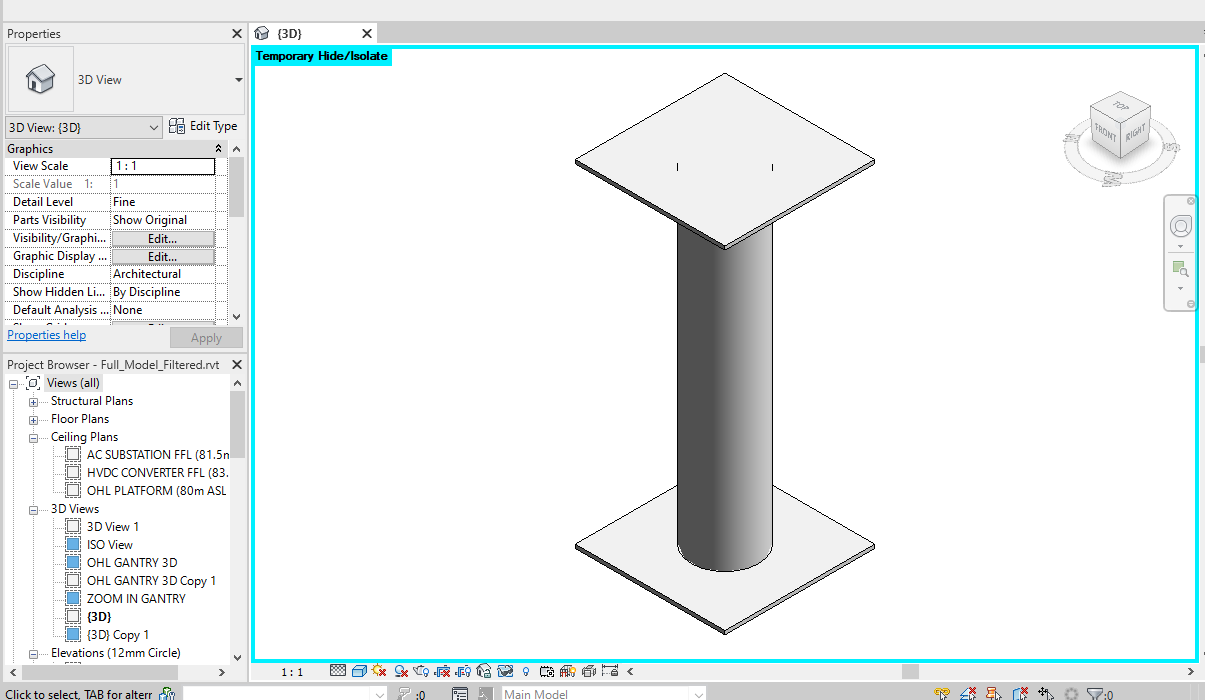 Properties
{3D}
Temporary Hide/Isolate
3D View
3D View: {3D}
Edit Type
Graphics
View Scale 1 : 1
Scale Value 1: 1
Detail Level Fine
Parts Visibility Show Original
Visibility/Graphi... Edit...
Graphic Display ... Edit...
Discipline Architectural
Show Hidden Li... By Discipline
Default Analysis ... None
Properties help
Apply
Project Browser - Full_Model_Filtered.rvt
Views (all)
Structural Plans
Floor Plans
Ceiling Plans
AC SUBSTATION FFL (81.5m
HVDC CONVERTER FFL (83.
OHL PLATFORM (80m ASL
3D Views
3D View 1
ISO View
OHL GANTRY 3D
OHL GANTRY 3D Copy 1
ZOOM IN GANTRY
{3D}
{3D} Copy 1
Elevations (12mm Circle)
TOP
FRONT
RIGHT
W
S
1 : 1
Click to select, TAB for altern
:0
Main Model
:0